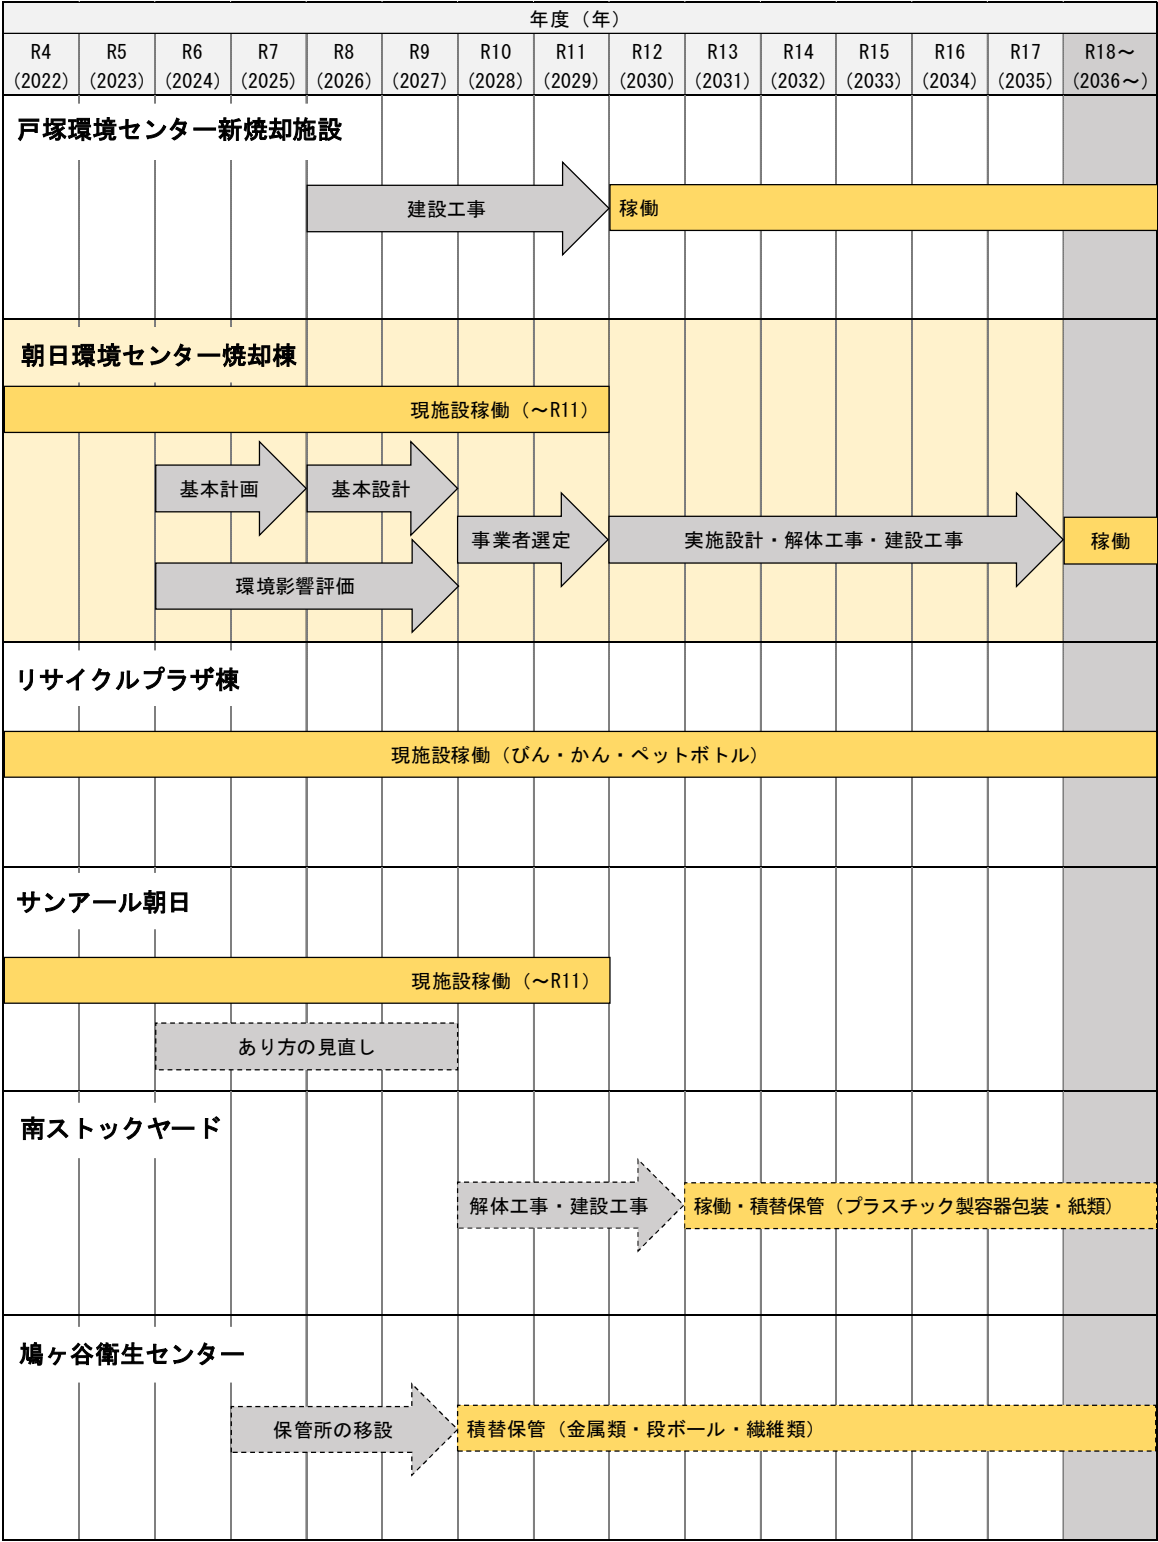 年度（年）
R4 R5 R6 R7 R8 R9 R10 R11 R12 R13 R14 R15 R16 R17 R18～
(2022) (2023) (2024) (2025) (2026) (2027) (2028) (2029) (2030) (2031) (2032) (2033) (2034) (2035) (2036～)
戸塚環境センター新焼却施設
建設工事 稼働
朝日環境センター焼却棟
現施設稼働（～R11）
基本計画 基本設計
事業者選定 実施設計・解体工事・建設工事 稼働
環境影響評価
リサイクルプラザ棟
現施設稼働（びん・かん・ペットボトル）
サンアール朝日
現施設稼働（～R11）
あり方の見直し
南ストックヤード
解体工事・建設工事 稼働・積替保管（プラスチック製容器包装・紙類）
鳩ヶ谷衛生センター
保管所の移設 積替保管（金属類・段ボール・繊維類）